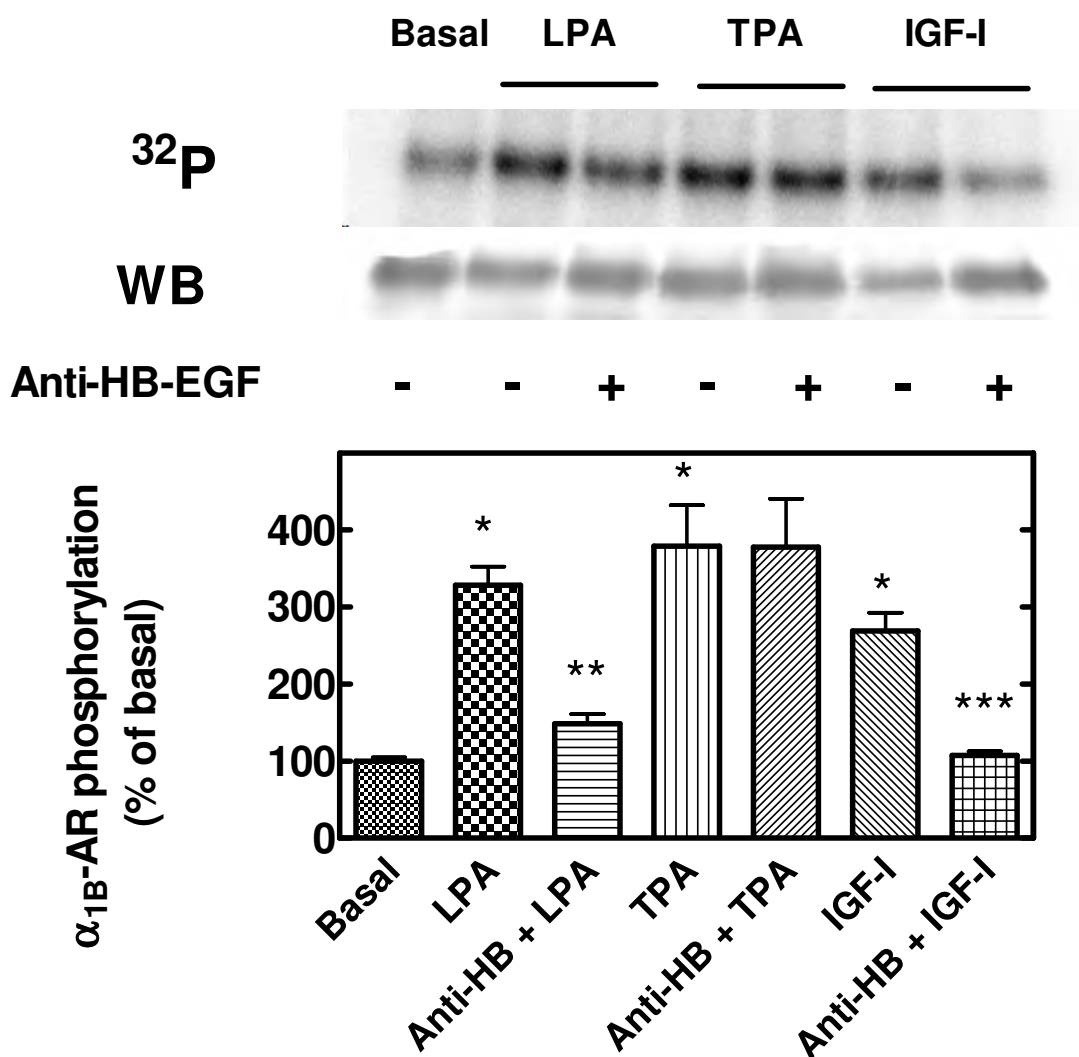 Basal LPA TPA IGF-I
³²P
WB
Anti-HB-EGF - - + - + - +
α₁B-AR phosphorylation
(% of basal)
400
300
200
100
0
*
**
*
*
***
Basal
LPA
Anti-HB + LPA
TPA
Anti-HB + TPA
IGF-I
Anti-HB + IGF-I